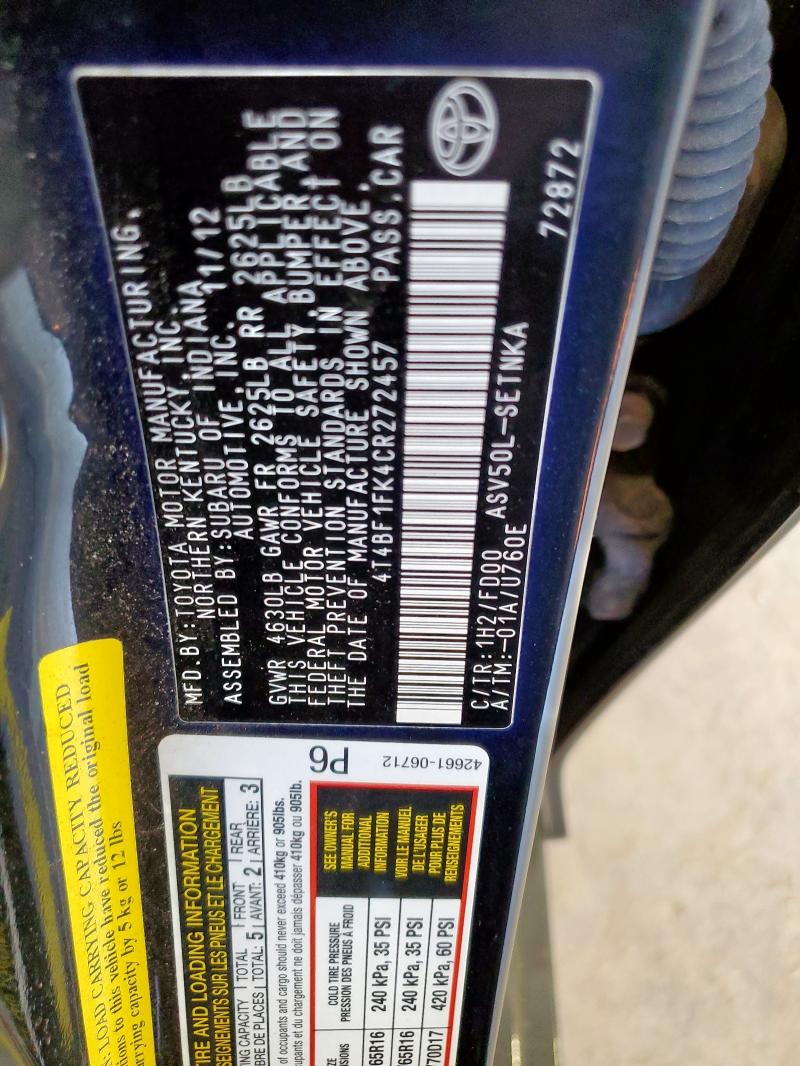 MFD.BY:TOYOTA MOTOR MANUFACTURING,
NORTHERN KENTUCKY, INC.
ASSEMBLED BY:SUBARU OF INDIANA
AUTOMOTIVE, INC. 11/12
GVWR 4630LB GAWR FR 2625LB RR 2625LB
THIS VEHICLE CONFORMS TO ALL APPLICABLE
FEDERAL MOTOR VEHICLE SAFETY, BUMPER AND
THEFT PREVENTION STANDARDS IN EFFECT ON
THE DATE OF MANUFACTURE SHOWN ABOVE.
4T4BF1FK4CR272457 PASS.CAR
C/TR:1H2/FD00 ASV50L-SETNKA
A/TM:-01A/U760E
72872
LOAD CARRYING CAPACITY REDUCED
to this vehicle have reduced the original load
carrying capacity by 5 kg or 12 lbs
TIRE AND LOADING INFORMATION
RENSEIGNEMENTS SUR LES PNEUS ET LE CHARGEMENT
CAPACITY TOTAL FRONT REAR
DE PLACES TOTAL: 5 AVANT: 2 ARRIÈRE: 3
of occupants and cargo should never exceed 410kg or 905lbs.
et du chargement ne doit jamais dépasser 410kg ou 905lb.
P6
42661-06712
COLD TIRE PRESSURE
PRESSION DES PNEUS À FROID
65R16 240 kPa, 35 PSI
65R16 240 kPa, 35 PSI
70D17 420 kPa, 60 PSI
SEE OWNER'S
MANUAL FOR
ADDITIONAL
INFORMATION
VOIR LE MANUEL
DE L'USAGER
POUR PLUS DE
RENSEIGNEMENTS